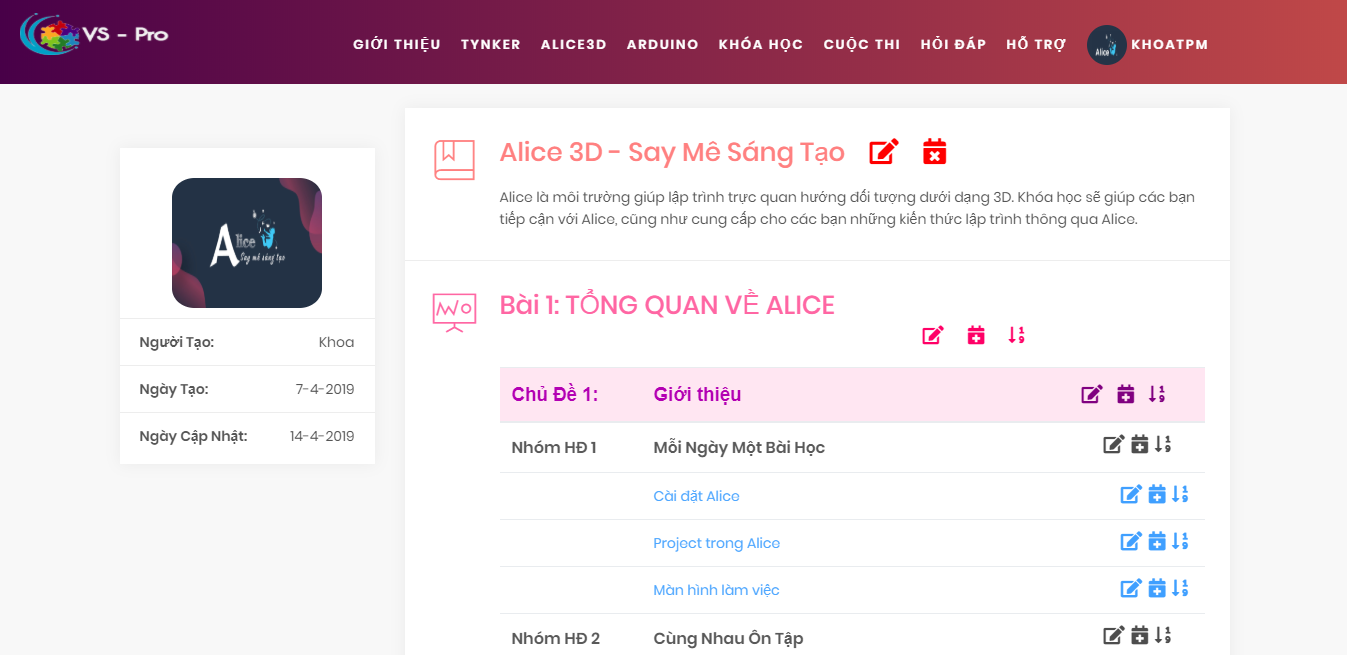 VS - Pro
GIỚI THIỆU TYNKER ALICE3D ARDUINO KHÓA HỌC CUỘC THI HỎI ĐÁP HỖ TRỢ Alice KHOATPM
Alice
Say mê sáng tạo
Người Tạo: Khoa
Ngày Tạo: 7-4-2019
Ngày Cập Nhật: 14-4-2019
Alice 3D - Say Mê Sáng Tạo
Alice là môi trường giúp lập trình trực quan hướng đối tượng dưới dạng 3D. Khóa học sẽ giúp các bạn
tiếp cận với Alice, cũng như cung cấp cho các bạn những kiến thức lập trình thông qua Alice.
Bài 1: TỔNG QUAN VỀ ALICE
Chủ Đề 1: Giới thiệu
Nhóm HĐ 1 Mỗi Ngày Một Bài Học
Cài đặt Alice
Project trong Alice
Màn hình làm việc
Nhóm HĐ 2 Cùng Nhau Ôn Tập